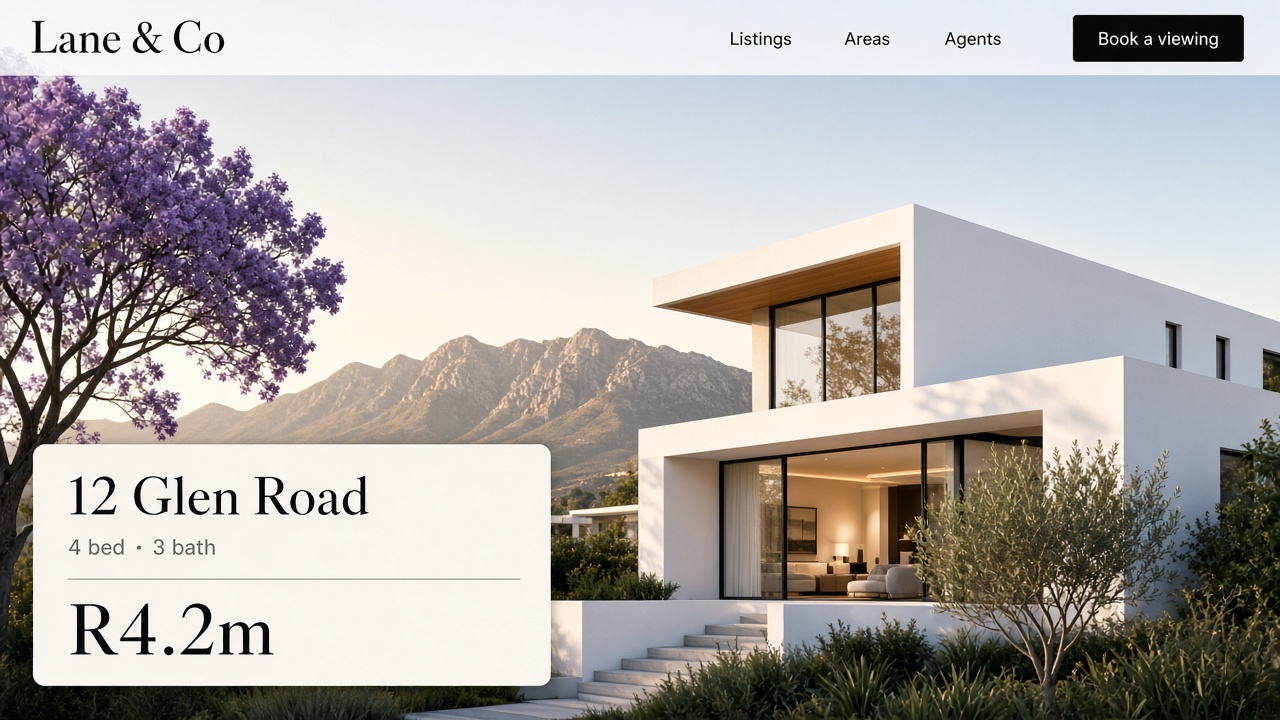 Lane & Co
Listings
Areas
Agents
Book a viewing
12 Glen Road
4 bed • 3 bath
R4.2m